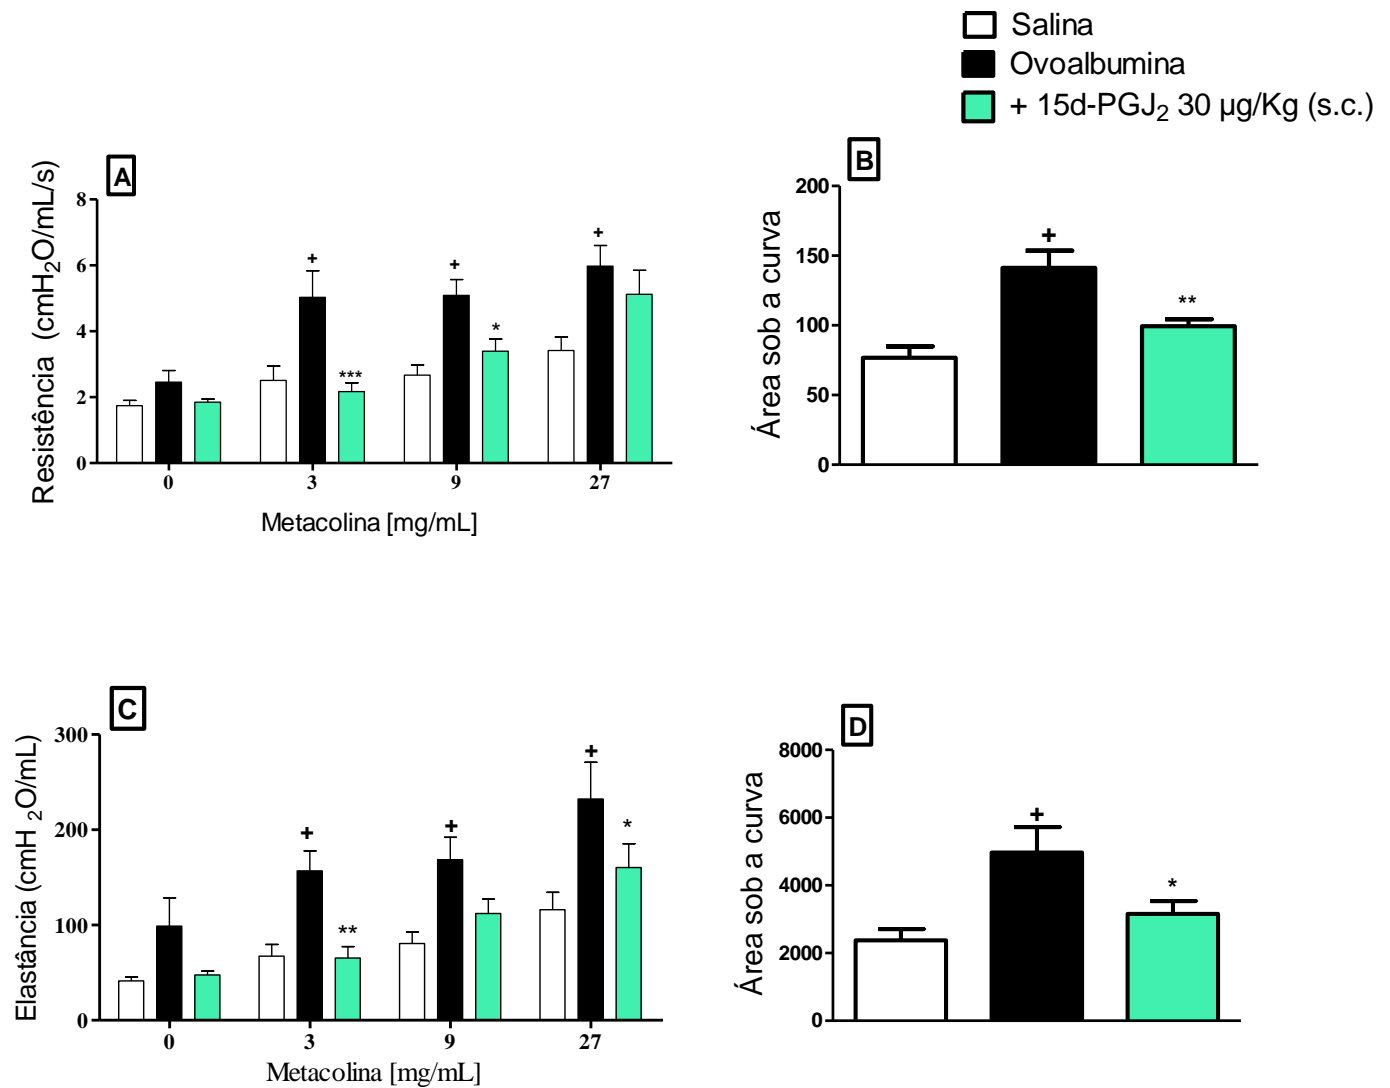 Salina
Ovoalbumina
+ 15d-PGJ₂ 30 µg/Kg (s.c.)
A
Resistência (cmH₂O/mL/s)
8
6
4
2
0
+
+
+
***
*
0 3 9 27
Metacolina [mg/mL]
B
Área sob a curva
200
150
100
50
0
+
**
C
Elastância (cmH ₂O/mL)
300
200
100
0
+
+
+
**
*
0 3 9 27
Metacolina [mg/mL]
D
Área sob a curva
8000
6000
4000
2000
0
+
*